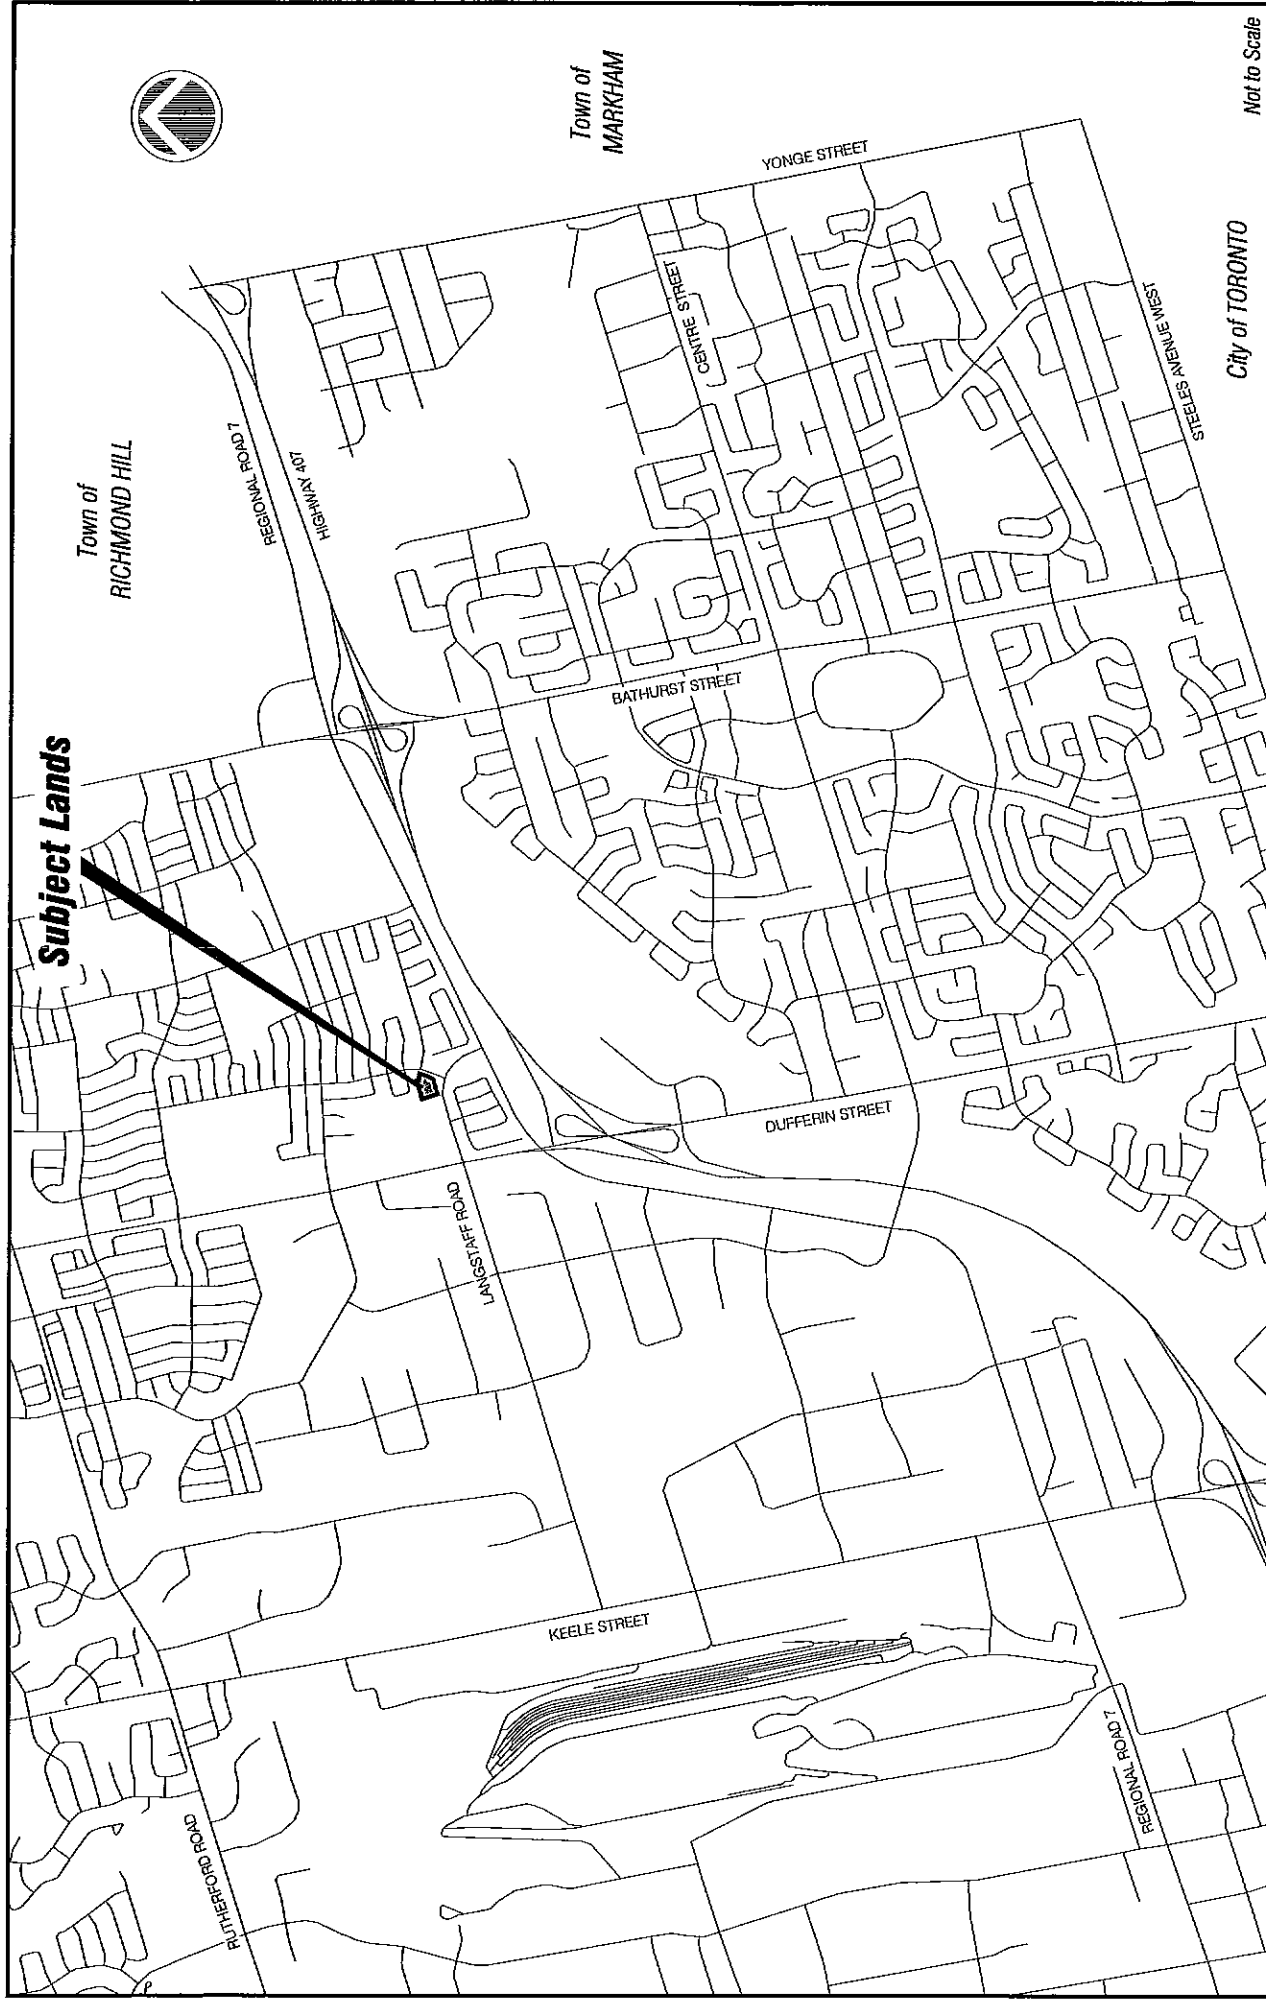 Subject Lands
Town of
RICHMOND HILL
Town of
MARKHAM
City of TORONTO
Not to Scale
REGIONAL ROAD 7
HIGHWAY 407
YONGE STREET
CENTRE STREET
STEELES AVENUE WEST
BATHURST STREET
DUFFERIN STREET
LANGSTAFF ROAD
KEELE STREET
RUTHERFORD ROAD
REGIONAL ROAD 7